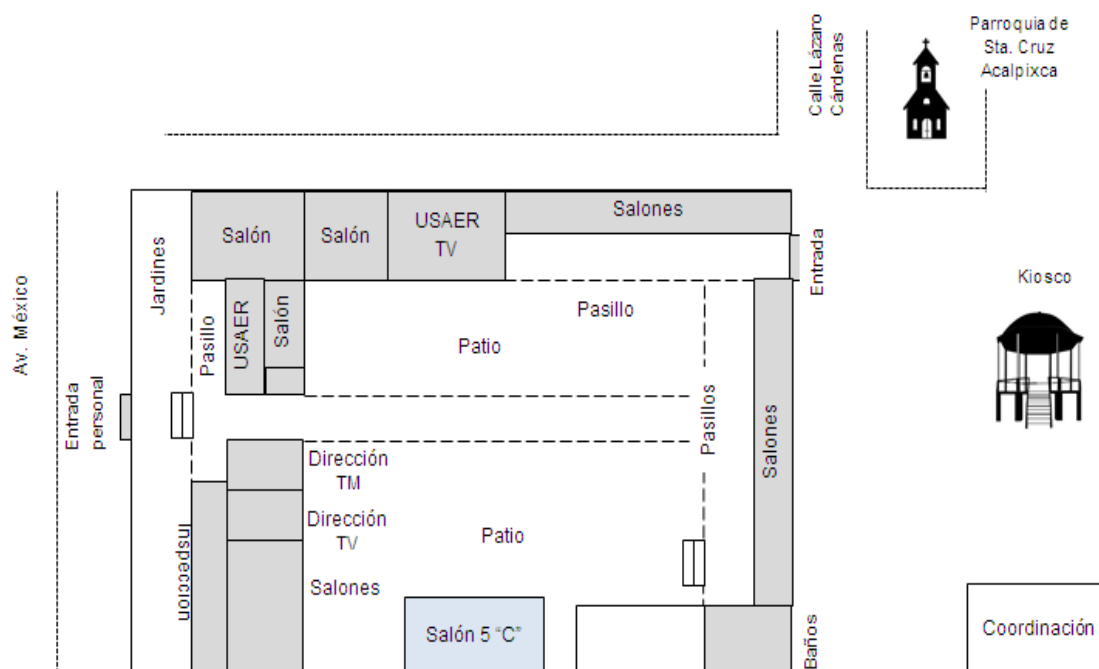 Parroquia de
Sta. Cruz
Acalpixca
Calle Lázaro
Cárdenas
Salones
USAER
TV
Salón
Salón
Jardines
Entrada
Kiosco
Av. México
Pasillo
USAER
Salón
Pasillo
Patio
Entrada
personal
Pasillos
Salones
Dirección
TM
Dirección
TV
Patio
Inspeccion
Salones
Salón 5 “C”
Baños
Coordinación